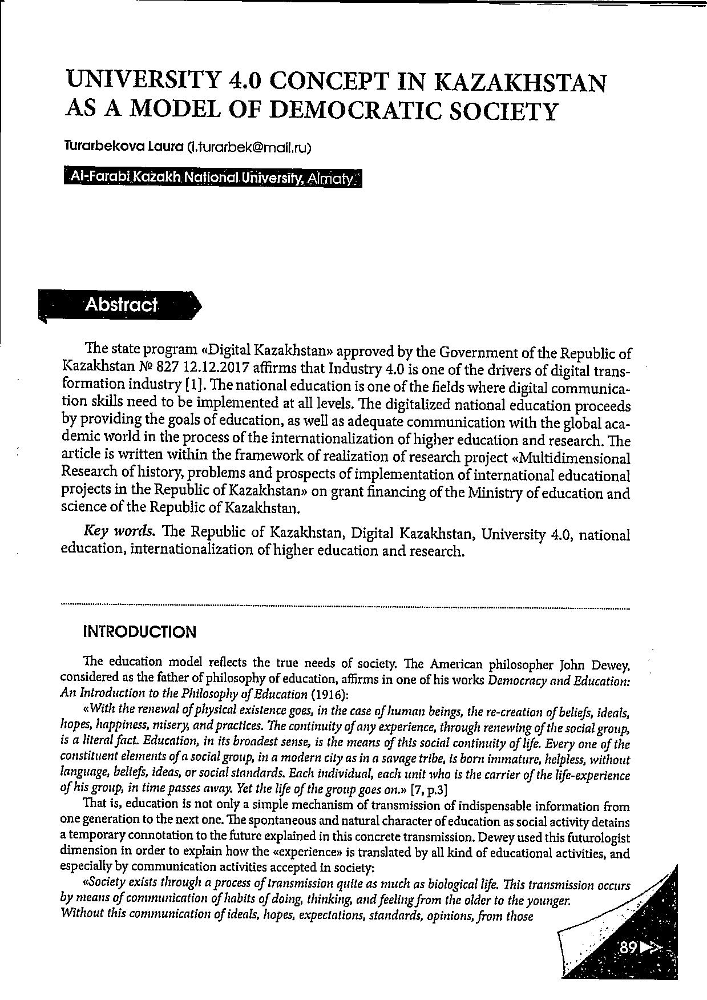 UNIVERSITY 4.0 CONCEPT IN KAZAKHSTAN
AS A MODEL OF DEMOCRATIC SOCIETY
Turarbekova Laura (l.turarbek@mail.ru)
Al-Farabi Kazakh National University, Almaty
Abstract
The state program «Digital Kazakhstan» approved by the Government of the Republic of
Kazakhstan № 827 12.12.2017 affirms that Industry 4.0 is one of the drivers of digital trans-
formation industry [1]. The national education is one of the fields where digital communica-
tion skills need to be implemented at all levels. The digitalized national education proceeds
by providing the goals of education, as well as adequate communication with the global aca-
demic world in the process of the internationalization of higher education and research. The
article is written within the framework of realization of research project «Multidimensional
Research of history, problems and prospects of implementation of international educational
projects in the Republic of Kazakhstan» on grant financing of the Ministry of education and
science of the Republic of Kazakhstan.
Key words. The Republic of Kazakhstan, Digital Kazakhstan, University 4.0, national
education, internationalization of higher education and research.
INTRODUCTION
The education model reflects the true needs of society. The American philosopher John Dewey,
considered as the father of philosophy of education, affirms in one of his works Democracy and Education:
An Introduction to the Philosophy of Education (1916):
«With the renewal of physical existence goes, in the case of human beings, the re-creation of beliefs, ideals,
hopes, happiness, misery, and practices. The continuity of any experience, through renewing of the social group,
is a literal fact. Education, in its broadest sense, is the means of this social continuity of life. Every one of the
constituent elements of a social group, in a modern city as in a savage tribe, is born immature, helpless, without
language, beliefs, ideas, or social standards. Each individual, each unit who is the carrier of the life-experience
of his group, in time passes away. Yet the life of the group goes on.» [7, p.3]
That is, education is not only a simple mechanism of transmission of indispensable information from
one generation to the next one. The spontaneous and natural character of education as social activity detains
a temporary connotation to the future explained in this concrete transmission. Dewey used this futurologist
dimension in order to explain how the «experience» is translated by all kind of educational activities, and
especially by communication activities accepted in society:
«Society exists through a process of transmission quite as much as biological life. This transmission occurs
by means of communication of habits of doing, thinking, and feeling from the older to the younger.
Without this communication of ideals, hopes, expectations, standards, opinions, from those
89